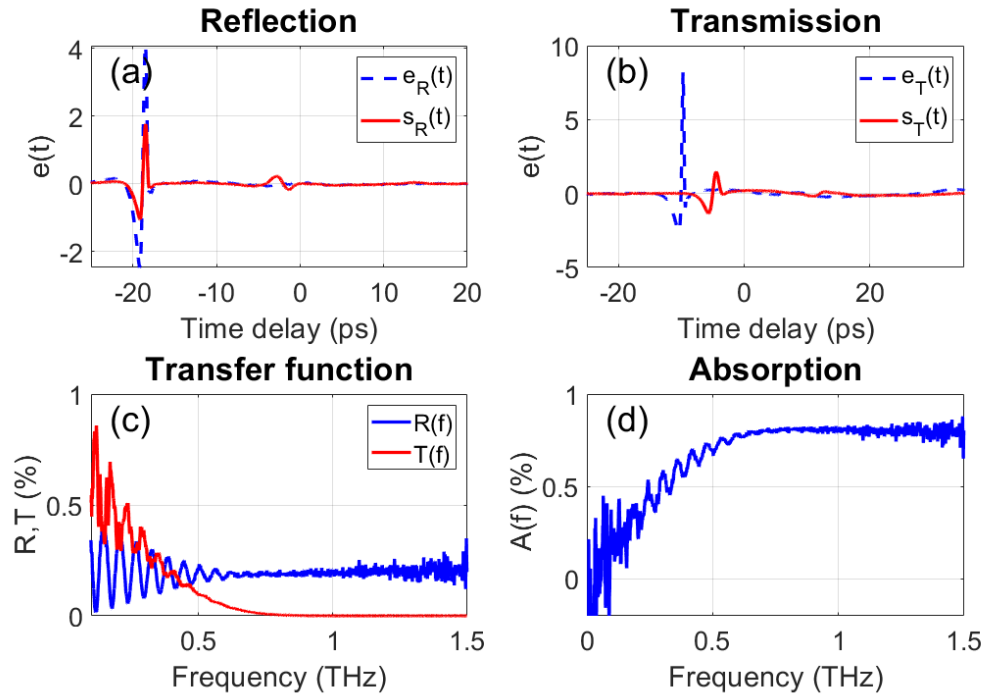 Reflection
(a)
e_R(t)
s_R(t)
4
2
0
-2
e(t)
-20
-10
0
10
20
Time delay (ps)
Transmission
(b)
e_T(t)
s_T(t)
10
5
0
-5
e(t)
-20
0
20
Time delay (ps)
Transfer function
(c)
R(f)
T(f)
1
0.5
0
R,T (%)
0.5
1
1.5
Frequency (THz)
Absorption
(d)
1
0.5
0
A(f) (%)
0
0.5
1
1.5
Frequency (THz)